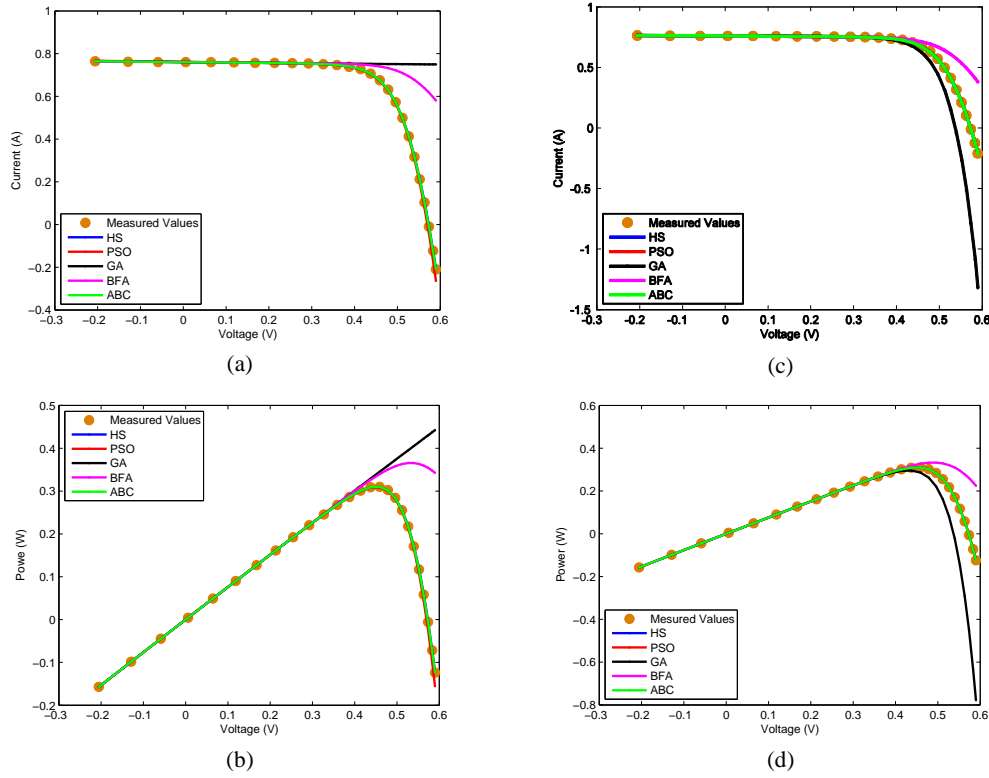 1
0.8
0.6
0.4
0.2
0
−0.2
−0.4
Current (A)
−0.3 −0.2 −0.1 0 0.1 0.2 0.3 0.4 0.5 0.6
Voltage (V)
Measured Values
HS
PSO
GA
BFA
ABC
(a)
1
0.5
0
-0.5
-1
-1.5
Current (A)
-0.3 -0.2 -0.1 0 0.1 0.2 0.3 0.4 0.5 0.6
Voltage (V)
Measured Values
HS
PSO
GA
BFA
ABC
(c)
0.5
0.4
0.3
0.2
0.1
0
−0.1
−0.2
Power (W)
−0.3 −0.2 −0.1 0 0.1 0.2 0.3 0.4 0.5 0.6
Voltage (V)
Measured Values
HS
PSO
GA
BFA
ABC
(b)
0.6
0.4
0.2
0
−0.2
−0.4
−0.6
−0.8
Power (W)
−0.3 −0.2 −0.1 0 0.1 0.2 0.3 0.4 0.5 0.6
Voltage (V)
Mesured Values
HS
PSO
GA
BFA
ABC
(d)